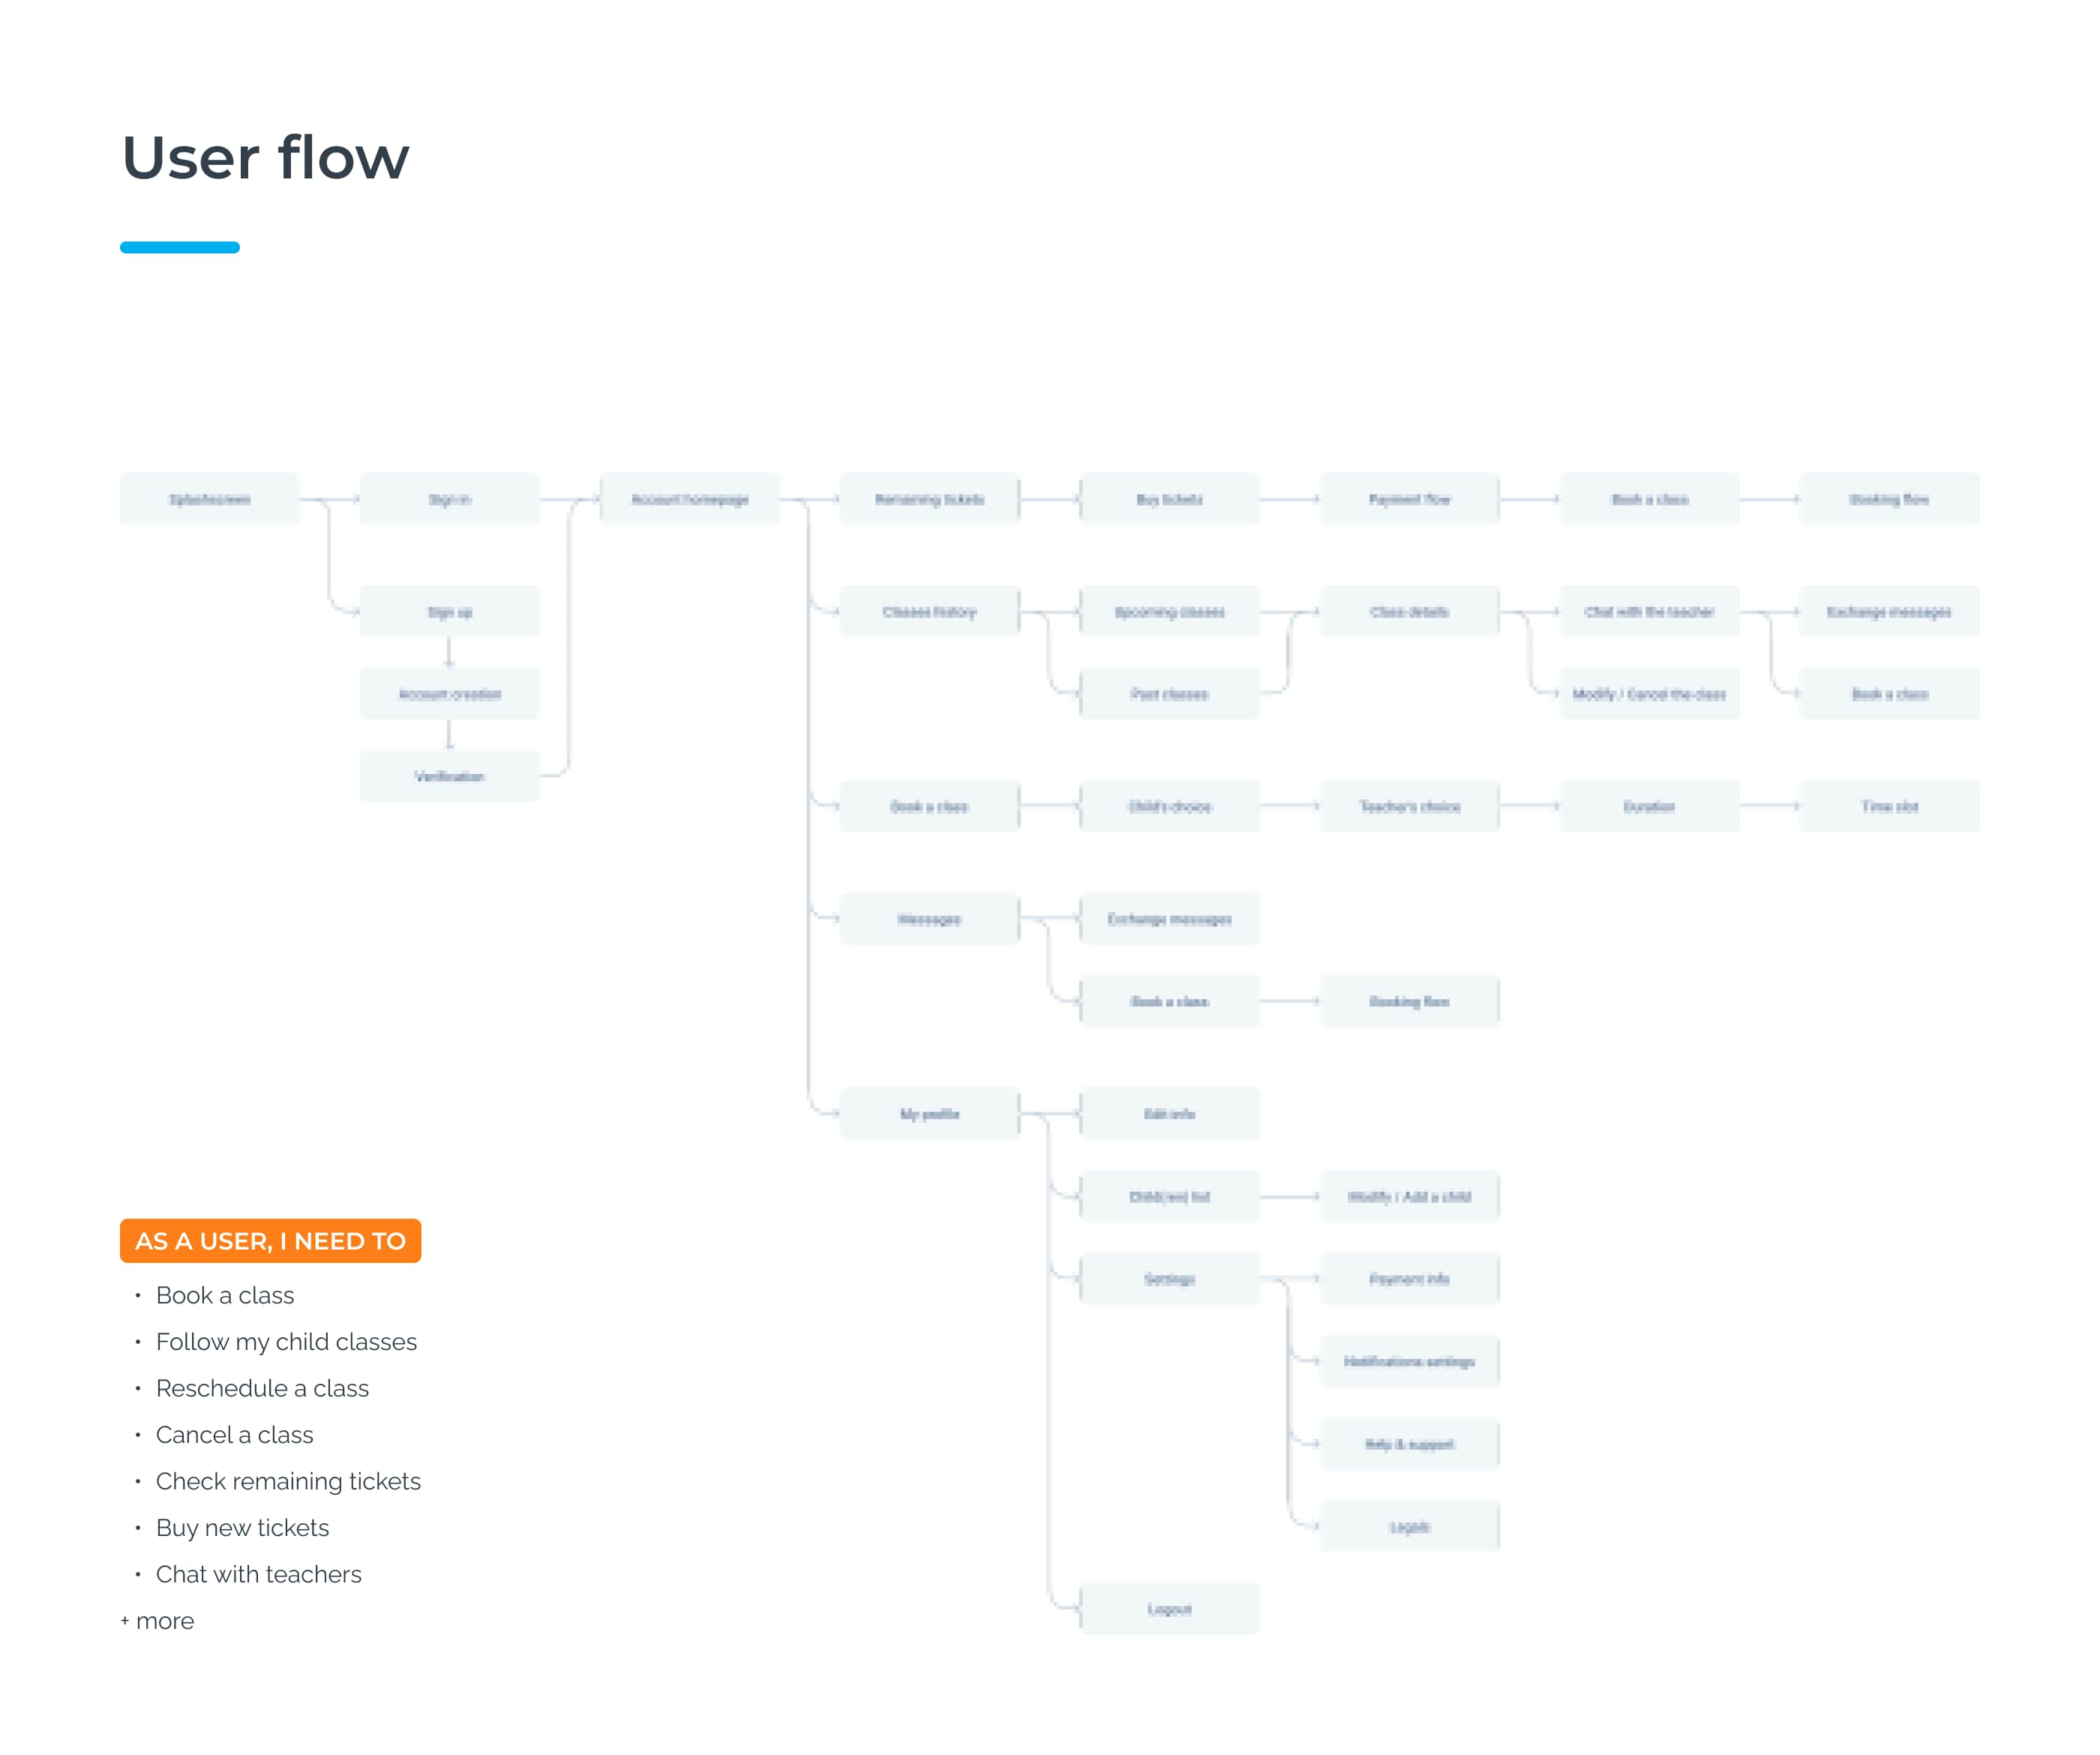 User flow
Splashscreen
Sign in
Account homepage
Remaining tickets
Buy tickets
Payment flow
Book a class
Booking flow
Sign up
Classes history
Upcoming classes
Class details
Chat with the teacher
Exchange messages
Account creation
Past classes
Modify / Cancel the class
Book a class
Verification
Book a class
Child's choice
Teacher's choice
Duration
Time slot
Messages
Exchange messages
Book a class
Booking flow
My profile
Edit info
Child(ren) list
Modify / Add a child
Settings
Payment info
Notifications settings
Help & support
Logout
AS A USER, I NEED TO
• Book a class
• Follow my child classes
• Reschedule a class
• Cancel a class
• Check remaining tickets
• Buy new tickets
• Chat with teachers
+ more